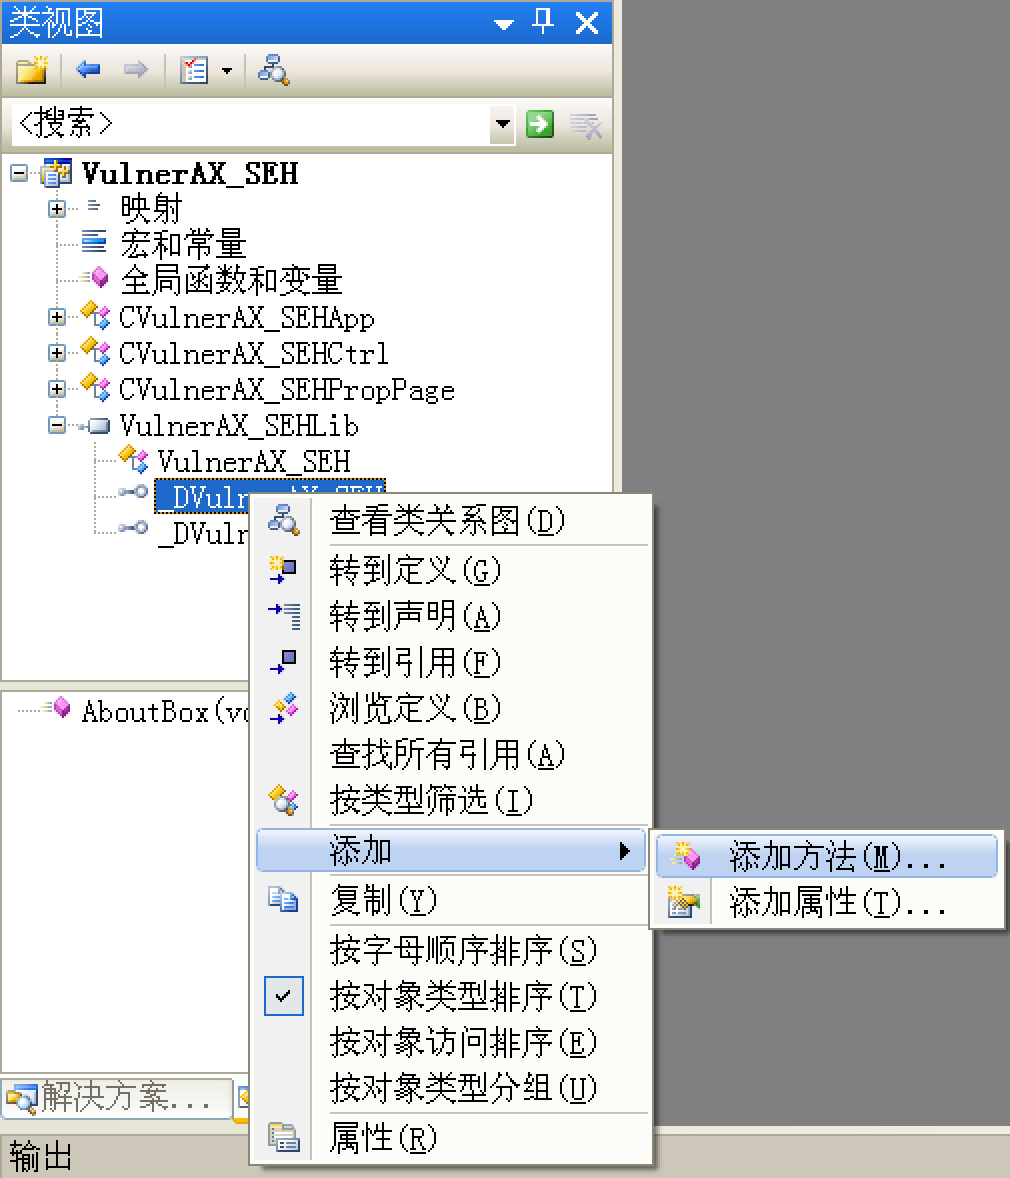 类视图
<搜索>
VulnerAX_SEH
映射
宏和常量
全局函数和变量
CVulnerAX_SEHApp
CVulnerAX_SEHCtrl
CVulnerAX_SEHPropPage
VulnerAX_SEHLib
VulnerAX_SEH
_DVulnerAX_SEH
_DVulr
查看类关系图(D)
转到定义(G)
转到声明(A)
转到引用(F)
浏览定义(B)
查找所有引用(A)
按类型筛选(I)
添加
添加方法(M)...
添加属性(T)...
复制(Y)
按字母顺序排序(S)
按对象类型排序(T)
按对象访问排序(E)
按对象类型分组(U)
属性(R)
AboutBox(vo
解决方案...
输出